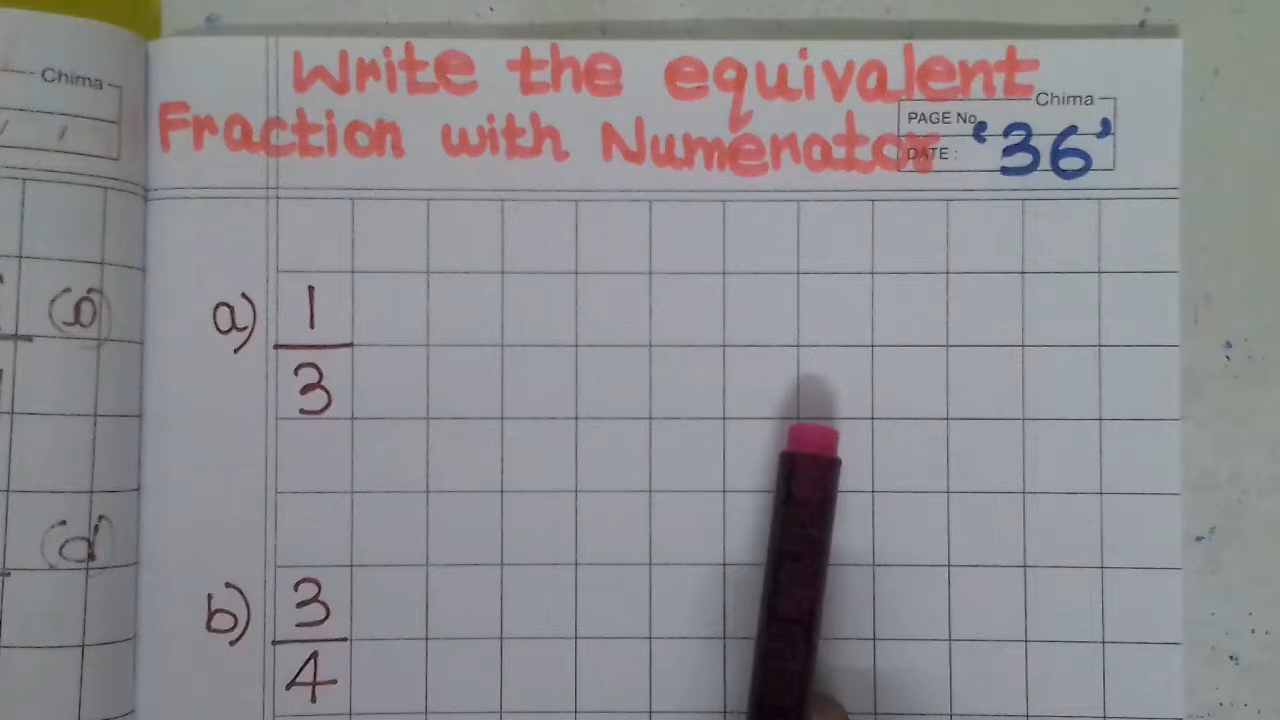 Chima
Write the equivalent
Chima
Fraction with Numerator '36'
PAGE No.
DATE :
(b)
a) 1
3
(d)
b) 3
4